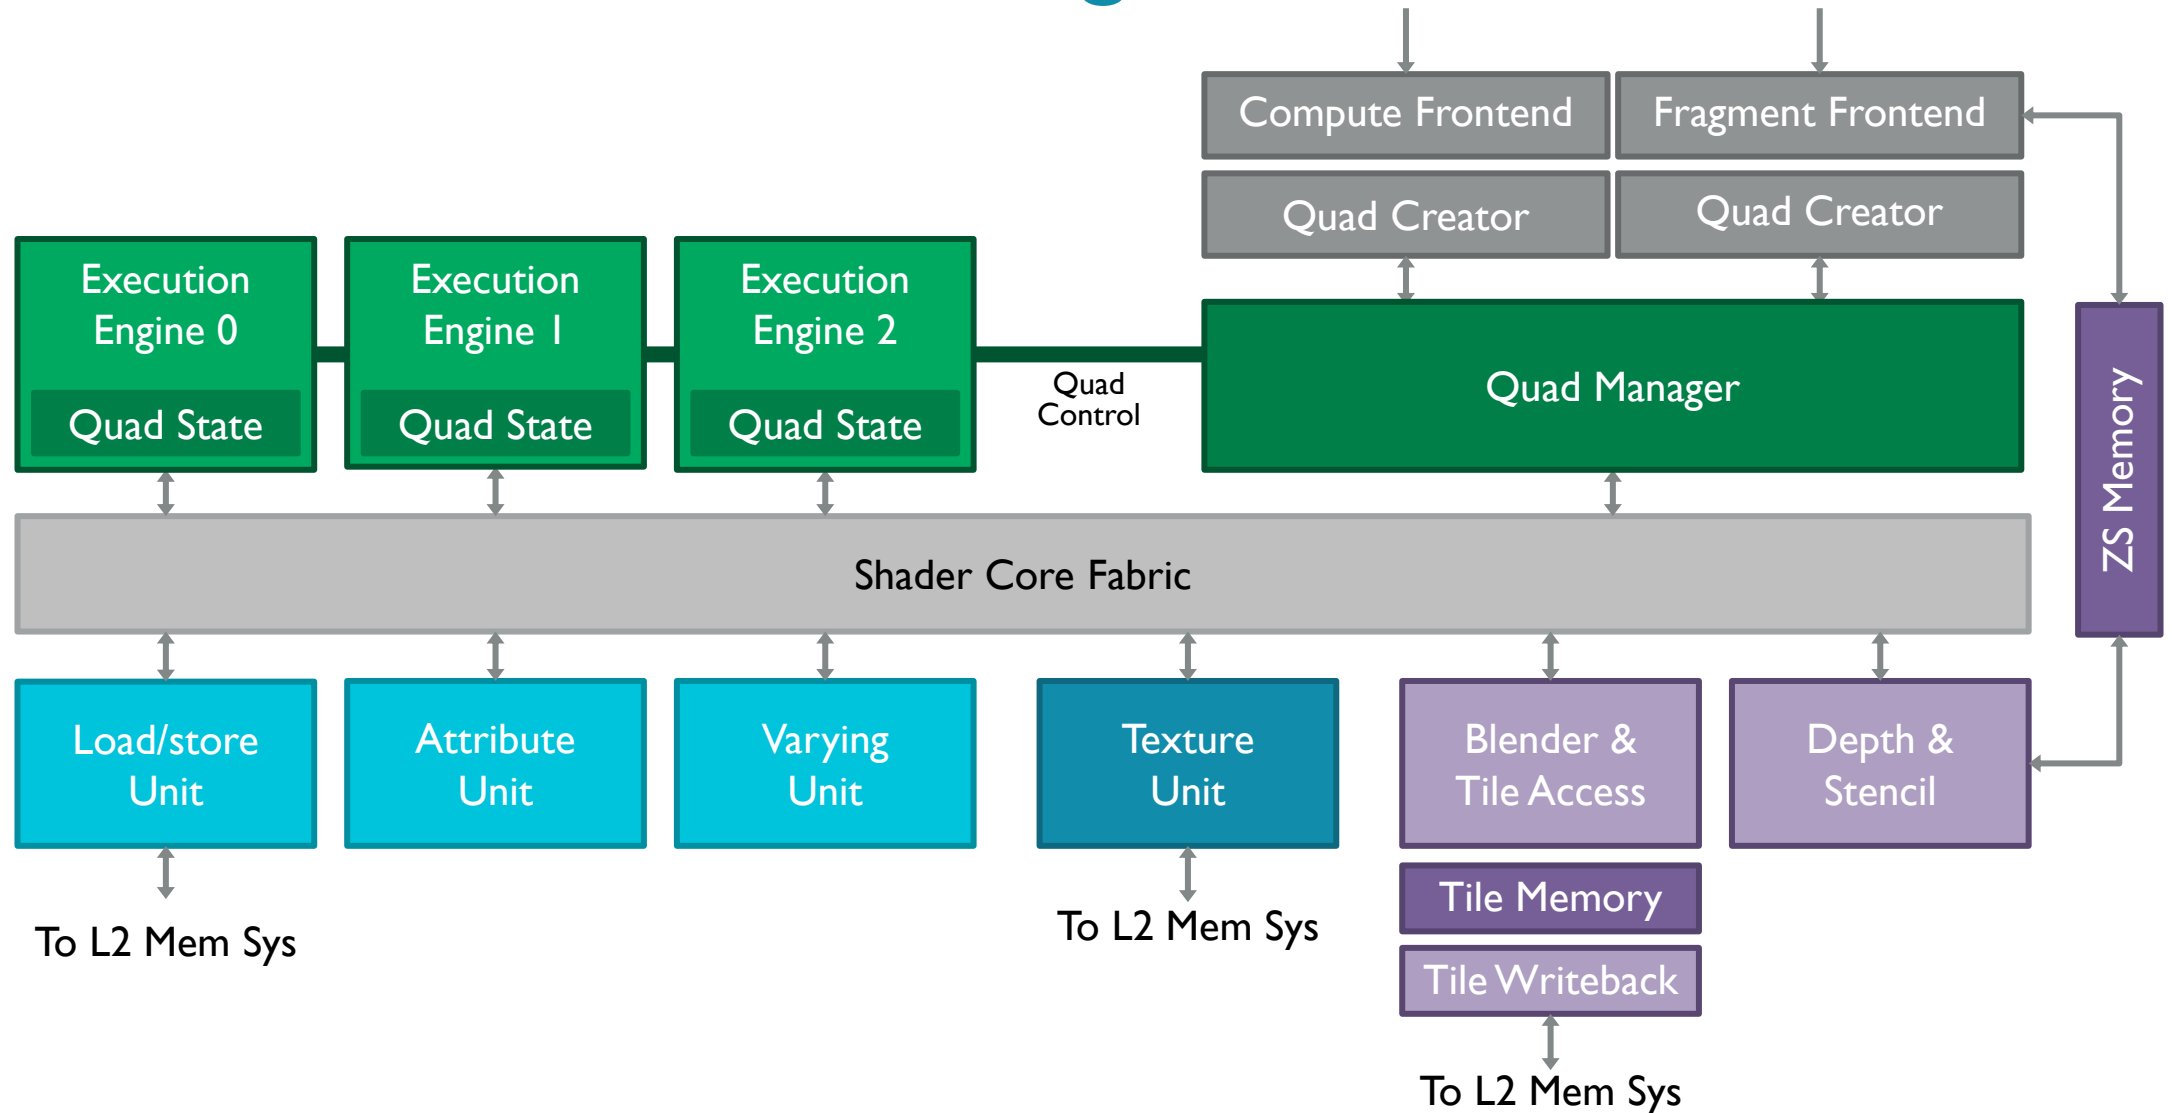 Compute Frontend
Fragment Frontend
Quad Creator
Quad Creator
Execution
Engine 0
Quad State
Execution
Engine 1
Quad State
Execution
Engine 2
Quad State
Quad
Control
Quad Manager
ZS Memory
Shader Core Fabric
Load/store
Unit
Attribute
Unit
Varying
Unit
Texture
Unit
Blender &
Tile Access
Depth &
Stencil
Tile Memory
Tile Writeback
To L2 Mem Sys
To L2 Mem Sys
To L2 Mem Sys